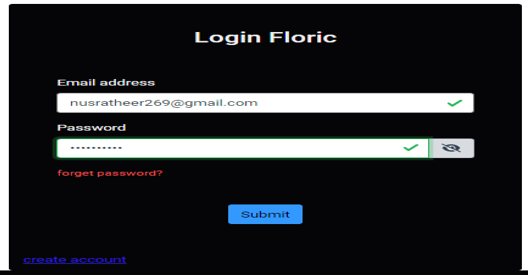 Login Floric
Email address
nusratheer269@gmail.com
Password
••••••••••
forget password?
Submit
create account